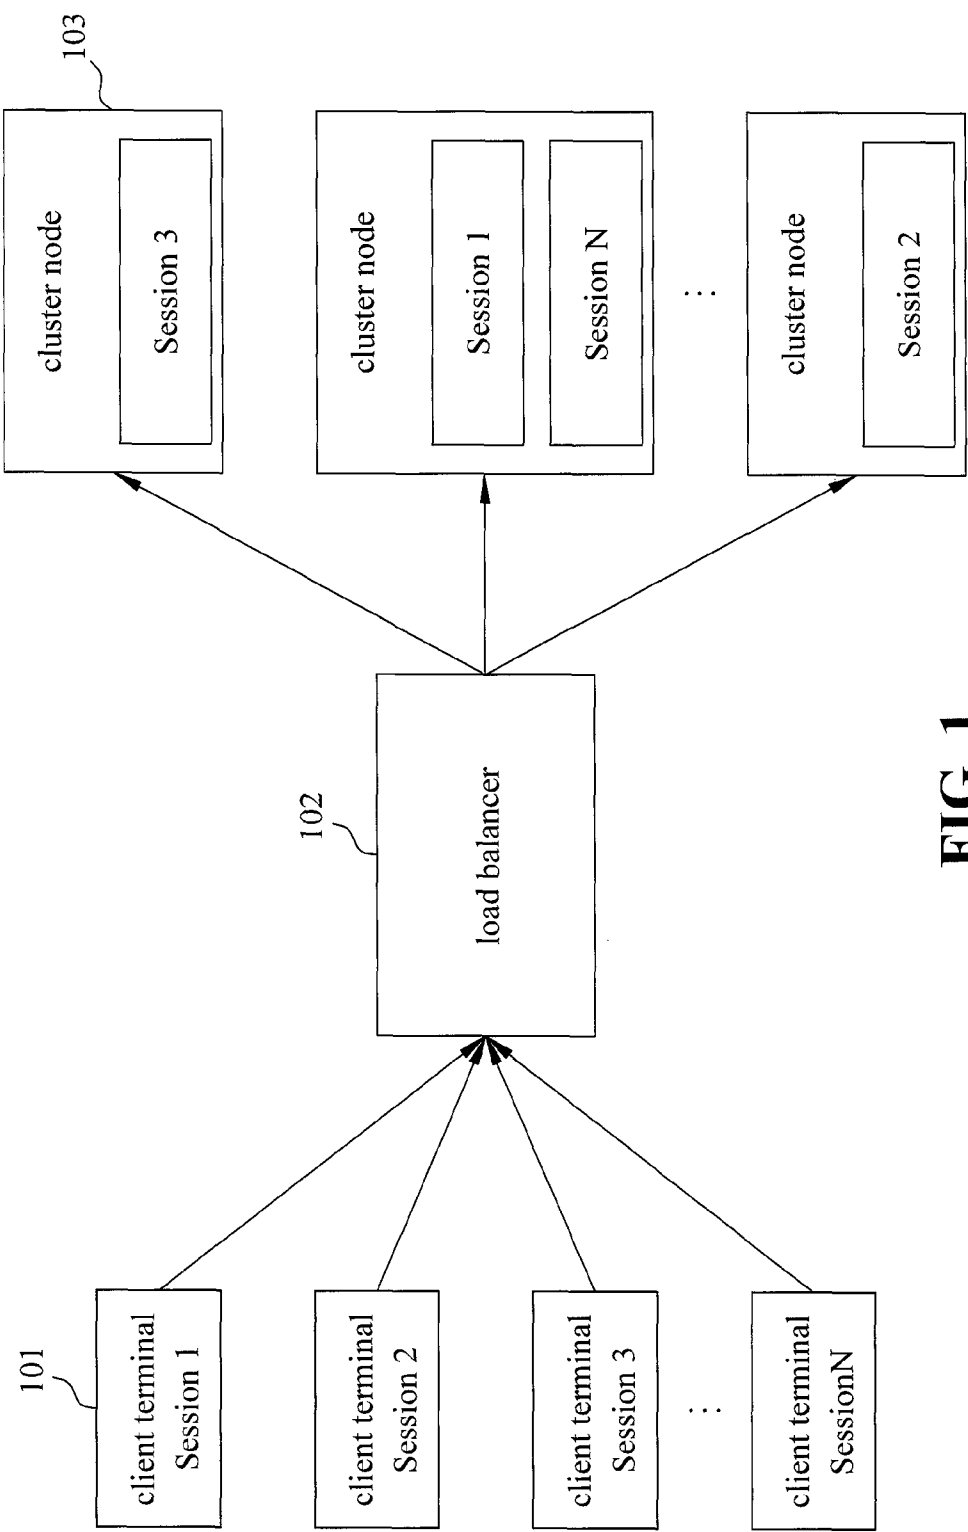 101
client terminal
Session 1
client terminal
Session 2
client terminal
Session 3
⋮
client terminal
SessionN
102
load balancer
103
cluster node
Session 3
cluster node
Session 1
Session N
⋮
cluster node
Session 2
FIG. 1